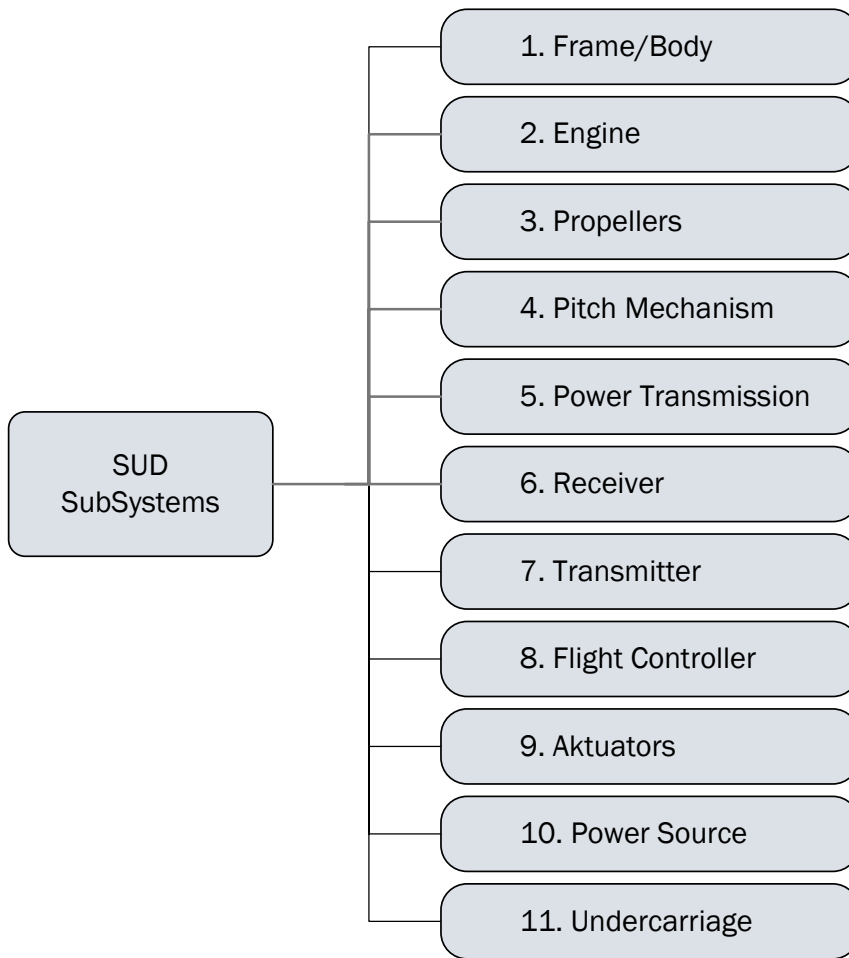 1. Frame/Body
2. Engine
3. Propellers
4. Pitch Mechanism
5. Power Transmission
SUD
SubSystems
6. Receiver
7. Transmitter
8. Flight Controller
9. Aktuators
10. Power Source
11. Undercarriage